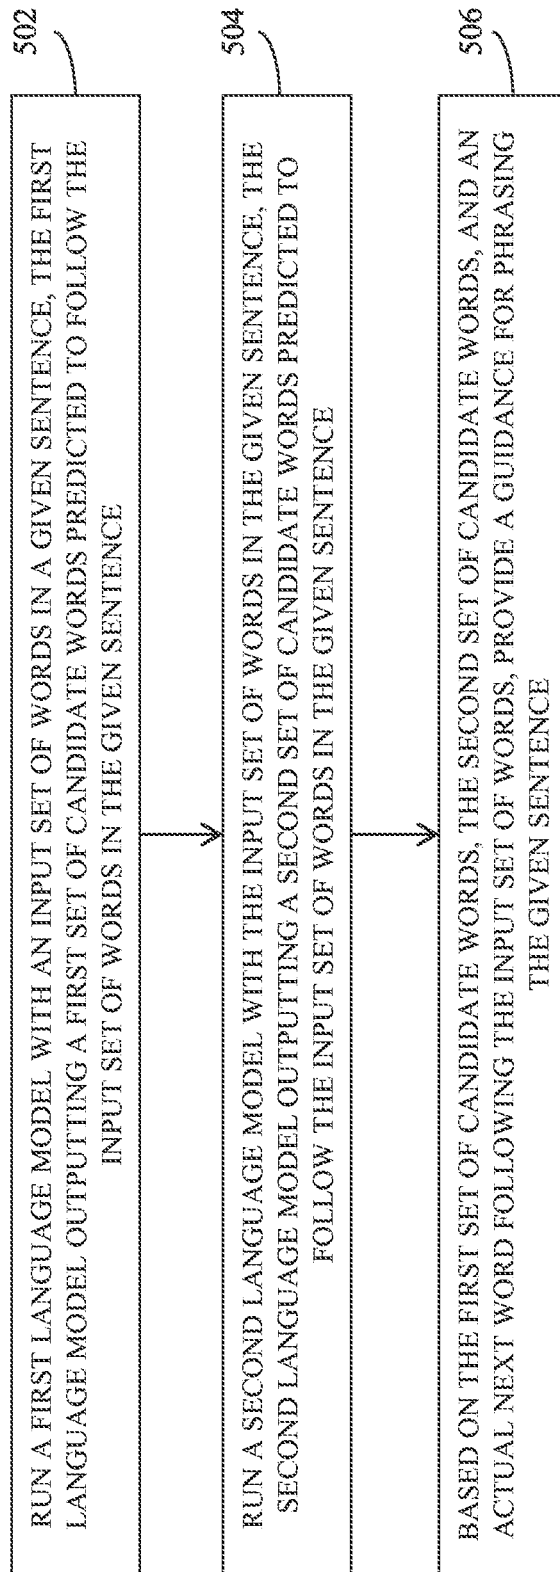 502
RUN A FIRST LANGUAGE MODEL WITH AN INPUT SET OF WORDS IN A GIVEN SENTENCE, THE FIRST
LANGUAGE MODEL OUTPUTTING A FIRST SET OF CANDIDATE WORDS PREDICTED TO FOLLOW THE
INPUT SET OF WORDS IN THE GIVEN SENTENCE
504
RUN A SECOND LANGUAGE MODEL WITH THE INPUT SET OF WORDS IN THE GIVEN SENTENCE, THE
SECOND LANGUAGE MODEL OUTPUTTING A SECOND SET OF CANDIDATE WORDS PREDICTED TO
FOLLOW THE INPUT SET OF WORDS IN THE GIVEN SENTENCE
506
BASED ON THE FIRST SET OF CANDIDATE WORDS, THE SECOND SET OF CANDIDATE WORDS, AND AN
ACTUAL NEXT WORD FOLLOWING THE INPUT SET OF WORDS, PROVIDE A GUIDANCE FOR PHRASING
THE GIVEN SENTENCE